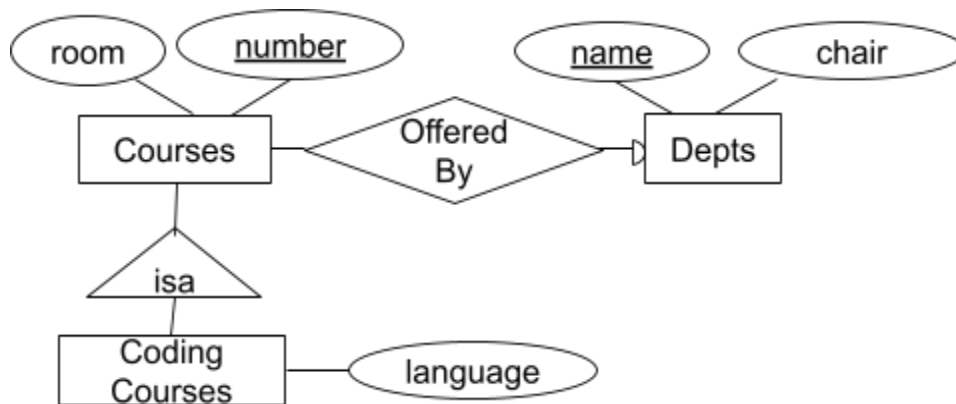 room
number
name
chair
Courses
Offered
By
Depts
isa
Coding
Courses
language